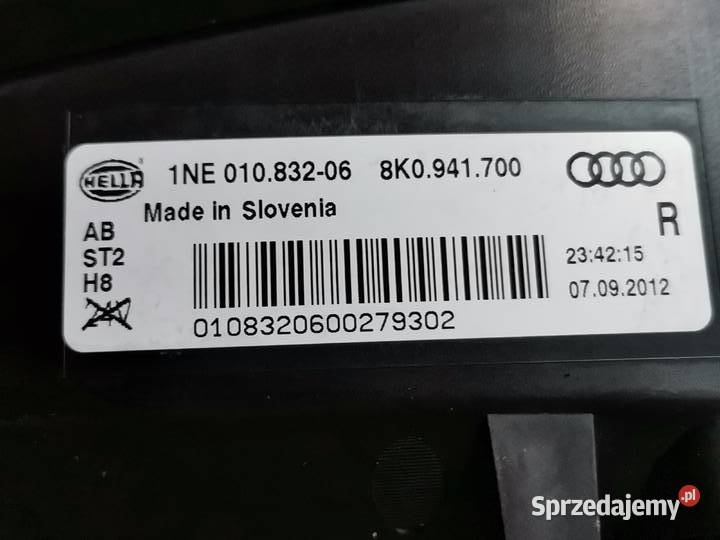 HELLA ® 1NE 010.832-06 8K0.941.700
Made in Slovenia R
AB
ST2 23:42:15
H8 07.09.2012
24V
0108320600279302
Sprzedajemy.pl